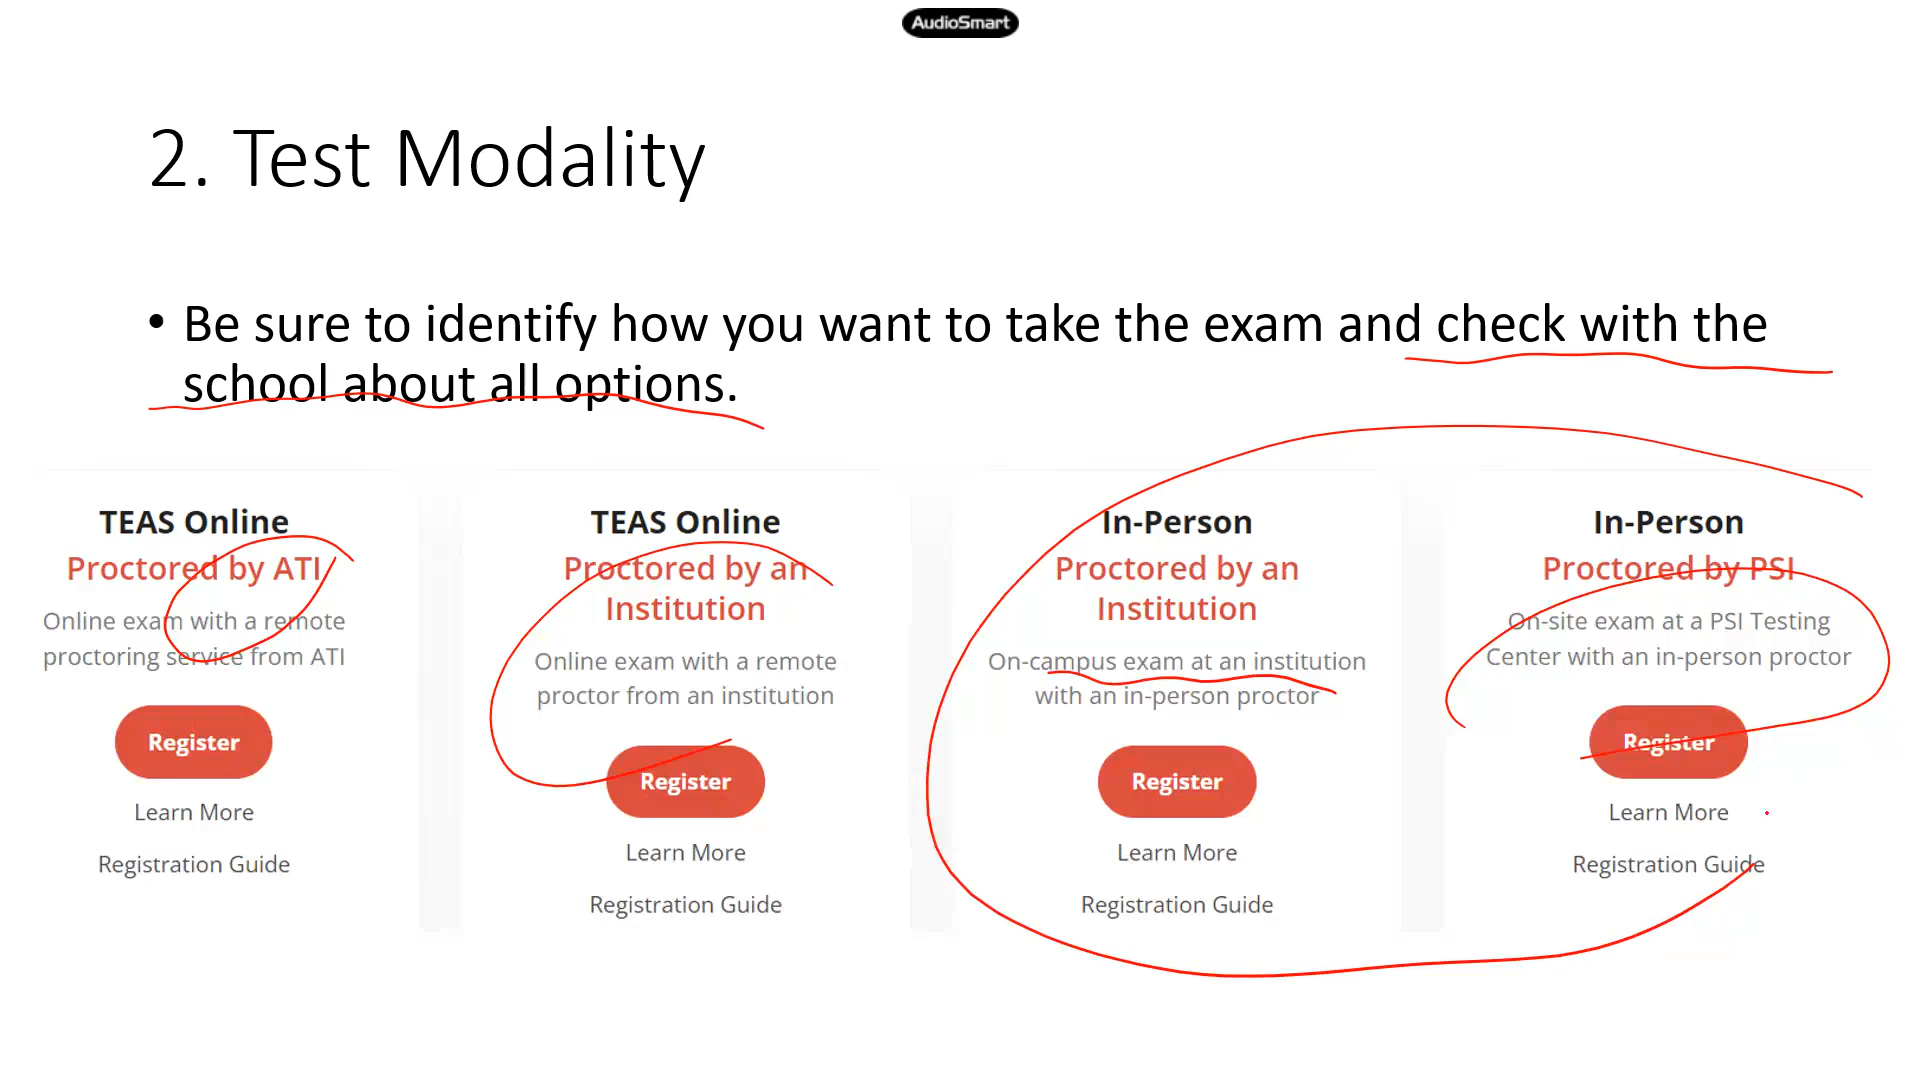 AudioSmart
2. Test Modality
• Be sure to identify how you want to take the exam and check with the
school about all options.
TEAS Online
Proctored by ATI
Online exam with a remote
proctoring service from ATI
Register
Learn More
Registration Guide
TEAS Online
Proctored by an
Institution
Online exam with a remote
proctor from an institution
Register
Learn More
Registration Guide
In-Person
Proctored by an
Institution
On-campus exam at an institution
with an in-person proctor
Register
Learn More
Registration Guide
In-Person
Proctored by PSI
On-site exam at a PSI Testing
Center with an in-person proctor
Register
Learn More
Registration Guide